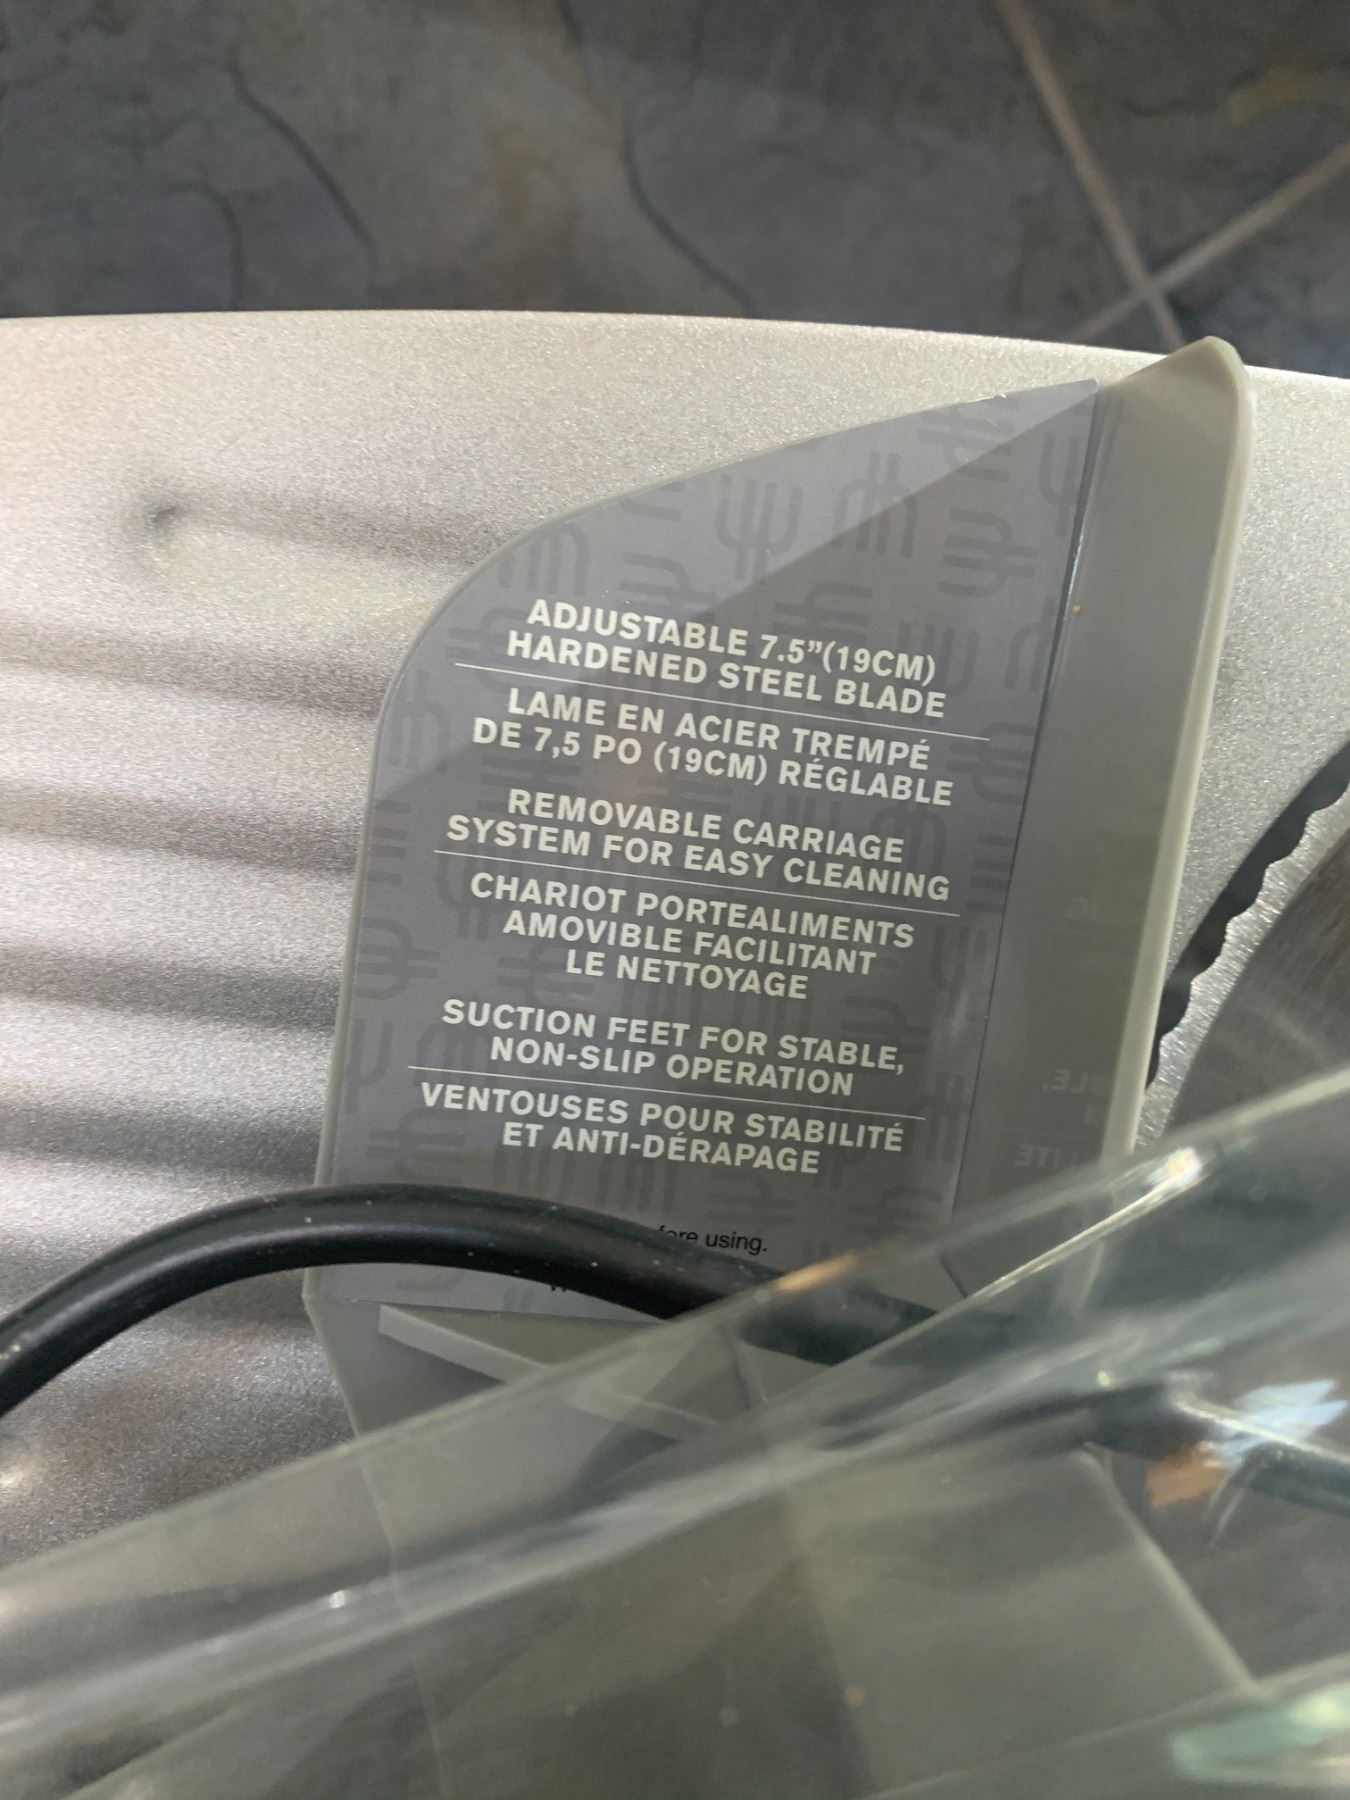 ADJUSTABLE 7.5”(19CM)
HARDENED STEEL BLADE
LAME EN ACIER TREMPÉ
DE 7,5 PO (19CM) RÉGLABLE
REMOVABLE CARRIAGE
SYSTEM FOR EASY CLEANING
CHARIOT PORTEALIMENTS
AMOVIBLE FACILITANT
LE NETTOYAGE
SUCTION FEET FOR STABLE,
NON-SLIP OPERATION
VENTOUSES POUR STABILITÉ
ET ANTI-DÉRAPAGE
using.